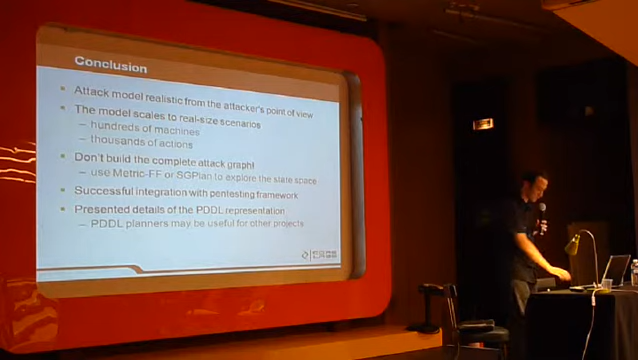 Conclusion
Attack model realistic from the attacker's point of view
The model scales to real-size scenarios
– hundreds of machines
– thousands of actions
Don't build the complete attack graph!
– use Metric-FF or SGPlan to explore the state space
Successful integration with pentesting framework
Presented details of the PDDL representation
– PDDL planners may be useful for other projects